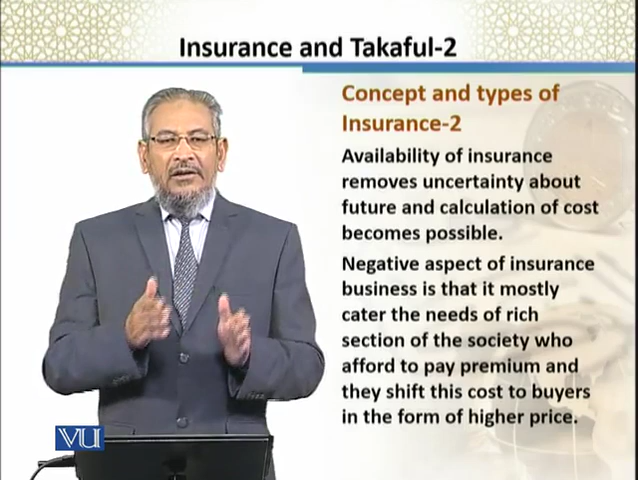 Insurance and Takaful-2
Concept and types of
Insurance-2
Availability of insurance
removes uncertainty about
future and calculation of cost
becomes possible.
Negative aspect of insurance
business is that it mostly
cater the needs of rich
section of the society who
afford to pay premium and
they shift this cost to buyers
in the form of higher price.
VU